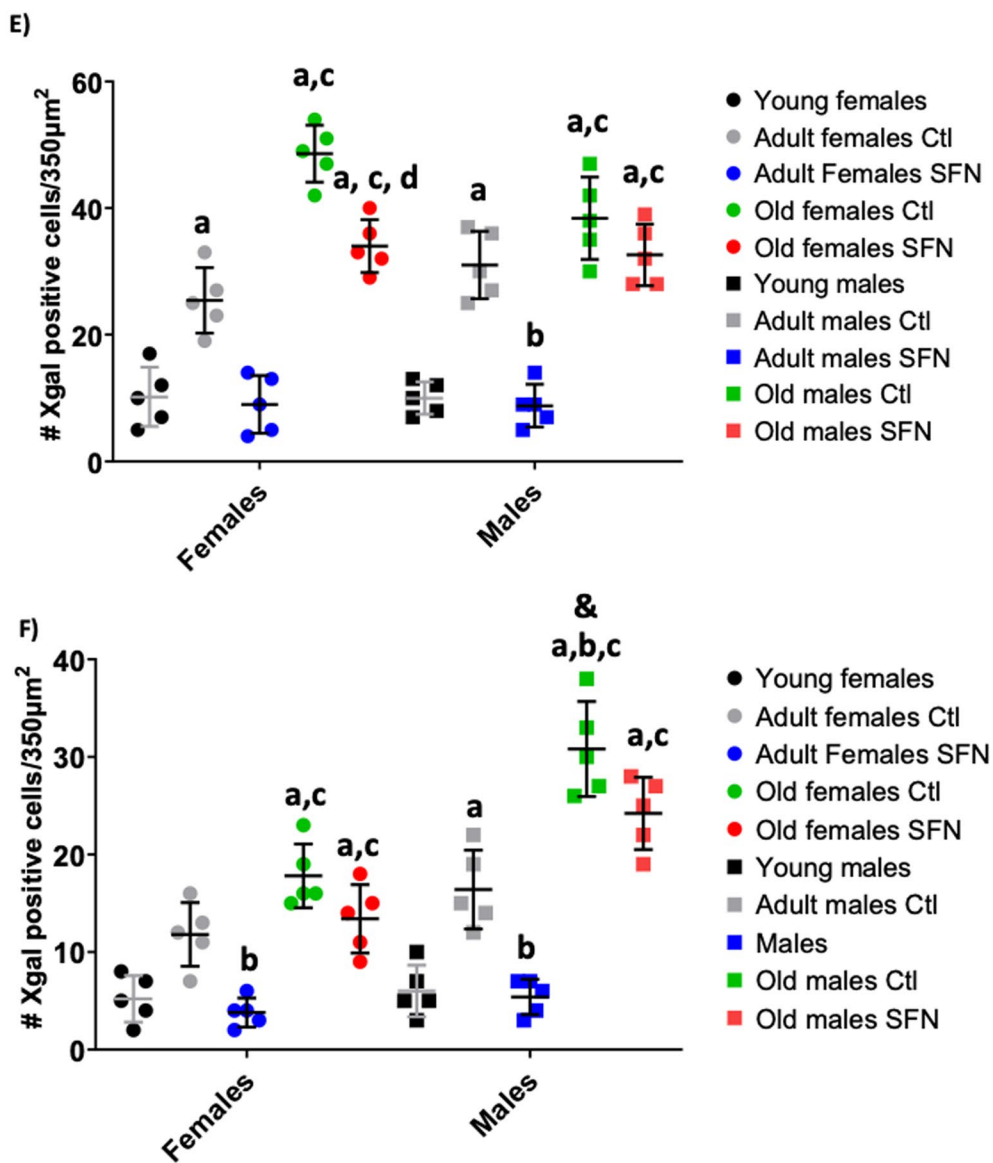 E)
# Xgal positive cells/350µm2
60
40
20
0
a
a,c
a, c, d
a
b
a,c
a,c
Females
Males
Young females
Adult females Ctl
Adult Females SFN
Old females Ctl
Old females SFN
Young males
Adult males Ctl
Adult males SFN
Old males Ctl
Old males SFN
F)
# Xgal positive cells/350µm2
40
30
20
10
0
b
a,c
a,c
a
b
&
a,b,c
a,c
Females
Males
Young females
Adult females Ctl
Adult Females SFN
Old females Ctl
Old females SFN
Young males
Adult males Ctl
Males
Old males Ctl
Old males SFN